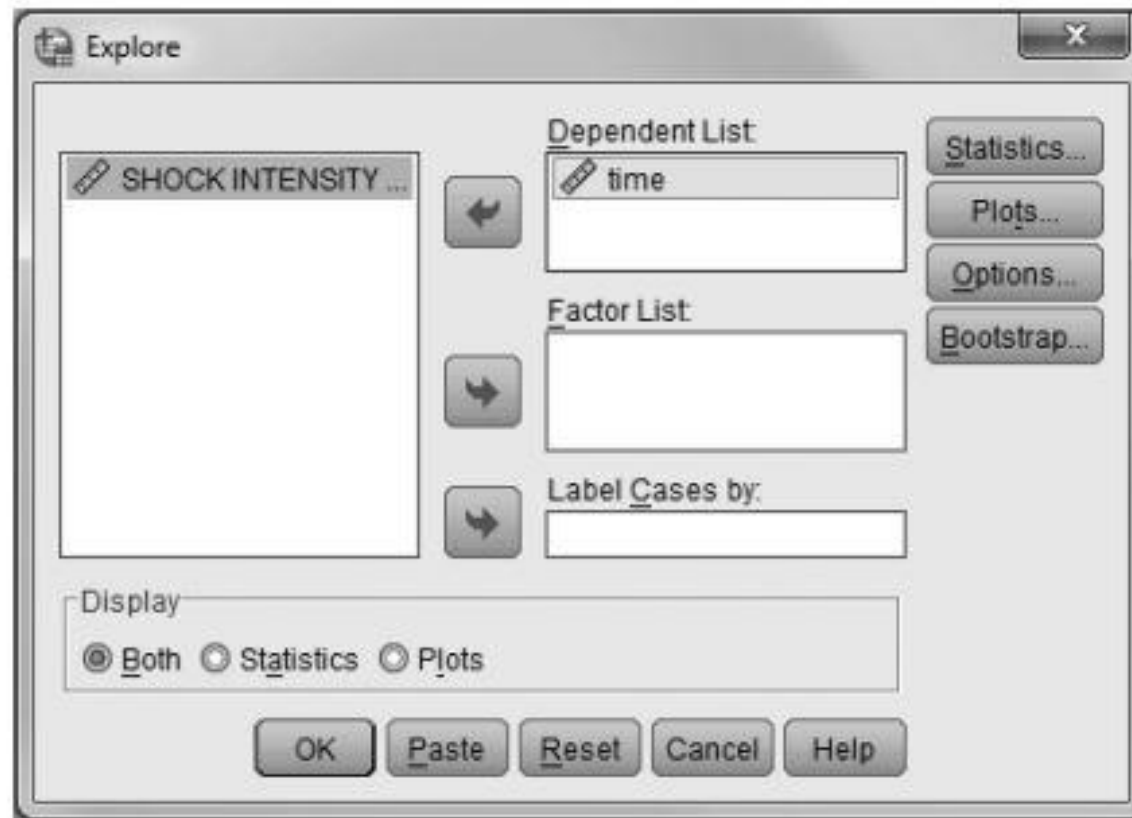 Explore
SHOCK INTENSITY ...
Dependent List:
time
Factor List:
Label Cases by:
Statistics...
Plots...
Options...
Bootstrap...
Display
Both Statistics Plots
OK Paste Reset Cancel Help